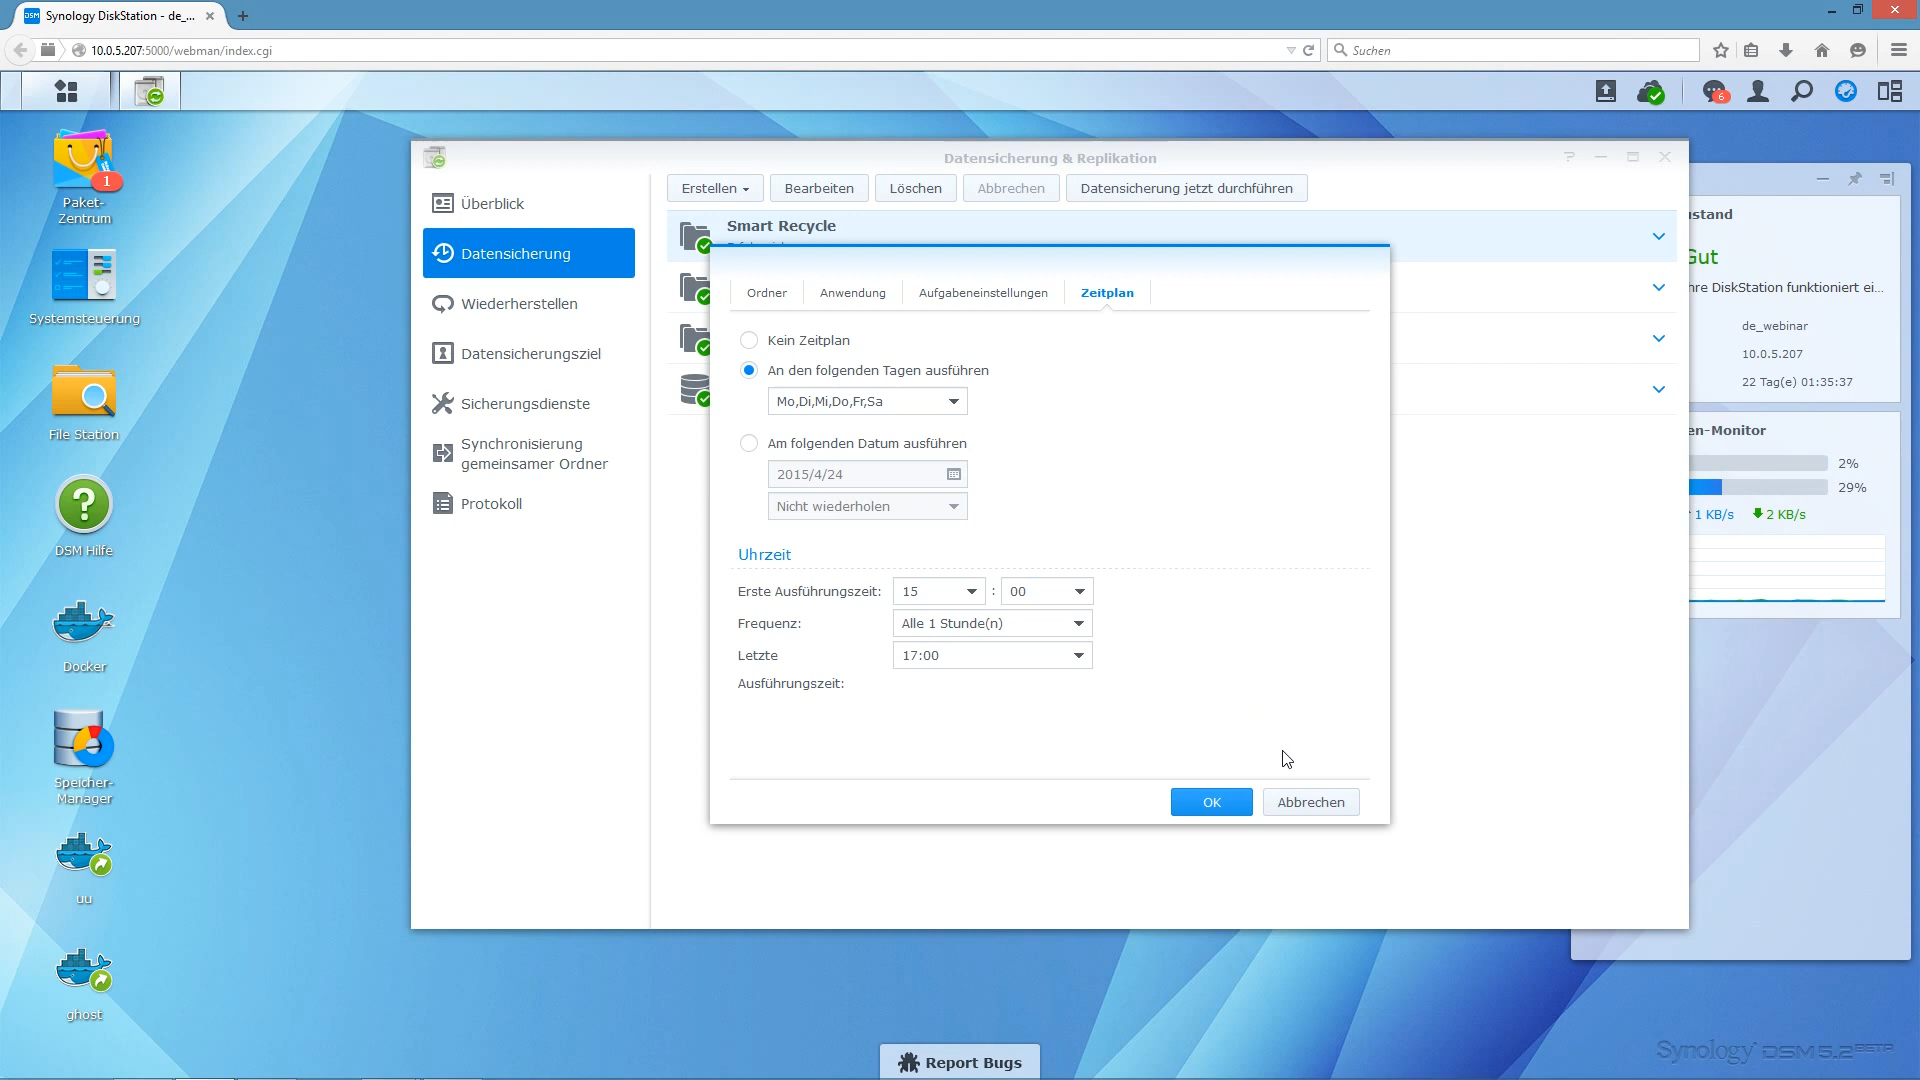 Synology DiskStation - de_...
10.0.5.207:5000/webman/index.cgi
Suchen
6
1
Paket-
Zentrum
Systemsteuerung
File Station
DSM Hilfe
Docker
Speicher-
Manager
uu
ghost
Datensicherung & Replikation
Überblick
Datensicherung
Wiederherstellen
Datensicherungsziel
Sicherungsdienste
Synchronisierung
gemeinsamer Ordner
Protokoll
Erstellen Bearbeiten Löschen Abbrechen Datensicherung jetzt durchführen
Smart Recycle
Ordner Anwendung Aufgabeneinstellungen Zeitplan
Kein Zeitplan
An den folgenden Tagen ausführen
Mo,Di,Mi,Do,Fr,Sa
Am folgenden Datum ausführen
2015/4/24
Nicht wiederholen
Uhrzeit
Erste Ausführungszeit: 15 : 00
Frequenz: Alle 1 Stunde(n)
Letzte 17:00
Ausführungszeit:
OK Abbrechen
ustand
Gut
hre DiskStation funktioniert ei...
de_webinar
10.0.5.207
22 Tag(e) 01:35:37
en-Monitor
2%
29%
1 KB/s 2 KB/s
Report Bugs
Synology DSM 5.2 BETA